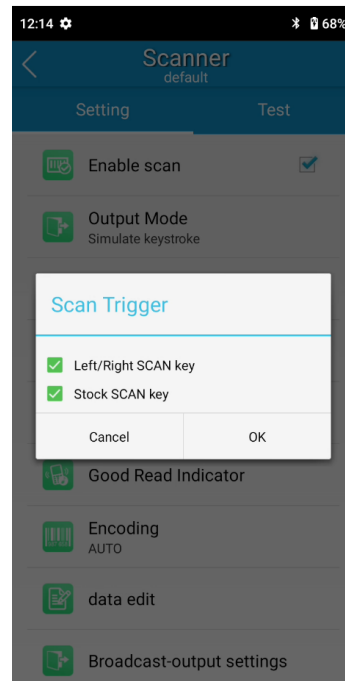 12:14 68%
Scanner
default
Setting Test
Enable scan
Output Mode
Simulate keystroke
Scan Trigger
Left/Right SCAN key
Stock SCAN key
Cancel OK
Good Read Indicator
Encoding
AUTO
data edit
Broadcast-output settings